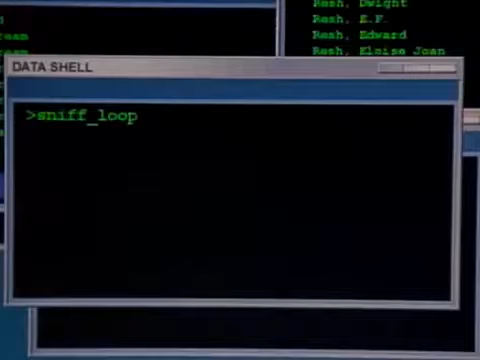 Resh, Dwight
Resh, E.F.
Resh, Edward
Resh, Eloise Joan
DATA SHELL
>sniff_loop